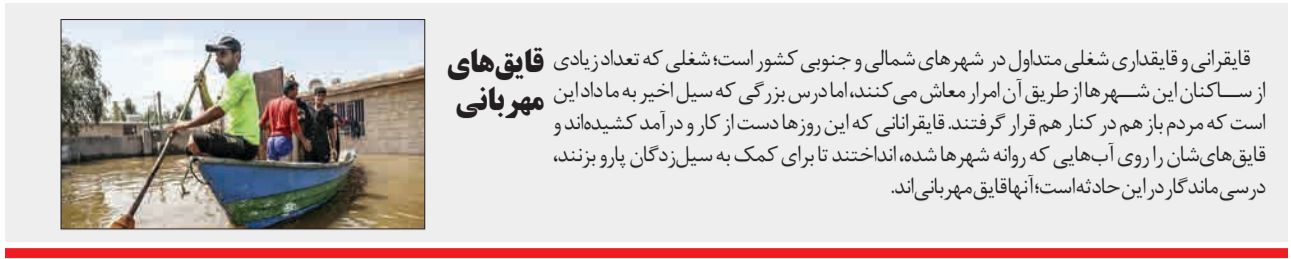 قایق‌های
مهربانی
قایقرانی و قایقداری شغلی متداول در شهرهای شمالی و جنوبی کشور است؛ شغلی که تعداد زیادی
از ســاکنان این شــهرها از طریق آن امرار معاش می‌کنند، اما درس بزرگی که سیل اخیر به ما داد این
است که مردم باز هم در کنار هم قرار گرفتند. قایقرانانی که این روزها دست از کار و درآمد کشیده‌اند و
قایق‌های‌شان را روی آب‌هایی که روانه شهرها شده، انداختند تا برای کمک به سیل‌زدگان پارو بزنند،
درسی ماندگار در این حادثه‌است؛ آنها قایق مهربانی‌اند.